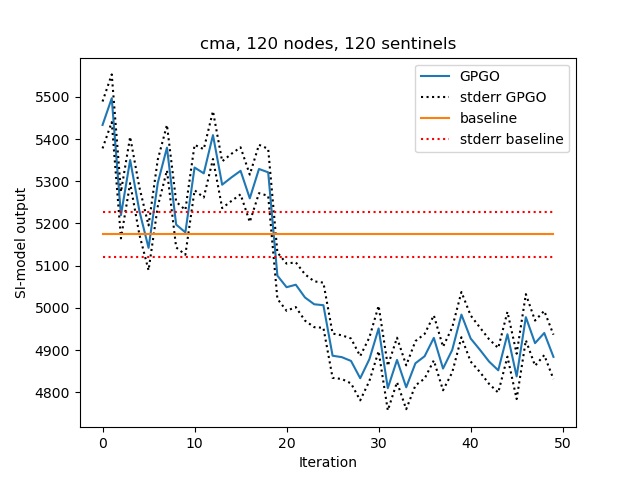 cma, 120 nodes, 120 sentinels
GPGO
stderr GPGO
baseline
stderr baseline
SI-model output
5500
5400
5300
5200
5100
5000
4900
4800
0 10 20 30 40 50
Iteration